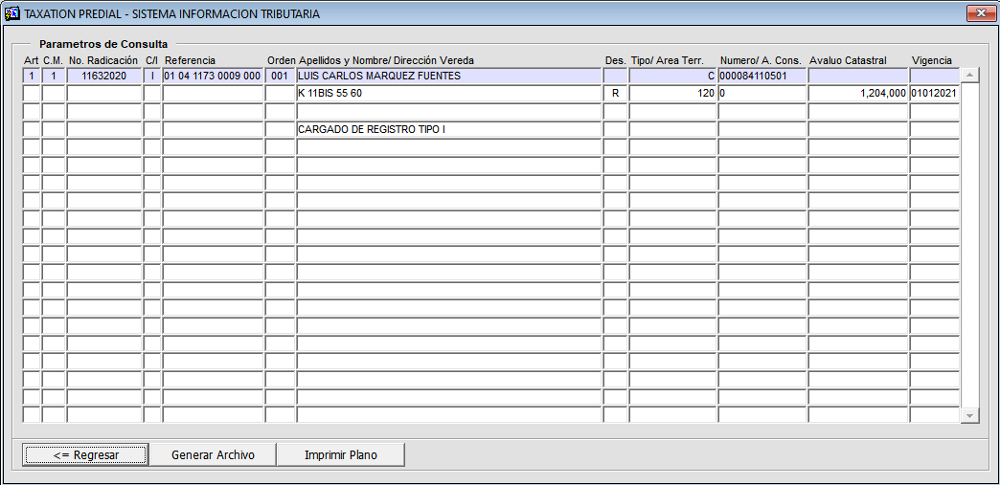 TAXATION PREDIAL - SISTEMA INFORMACION TRIBUTARIA
Parametros de Consulta
Art C.M. No. Radicación C/I Referencia Orden Apellidos y Nombre/ Dirección Vereda Des. Tipo/ Area Terr. Numero/ A. Cons. Avaluo Catastral Vigencia
1 1 11632020 I 01 04 1173 0009 000 001 LUIS CARLOS MARQUEZ FUENTES C 000084110501
K 11BIS 55 60 R 120 0 1,204,000 01012021
CARGADO DE REGISTRO TIPO I
<= Regresar Generar Archivo Imprimir Plano